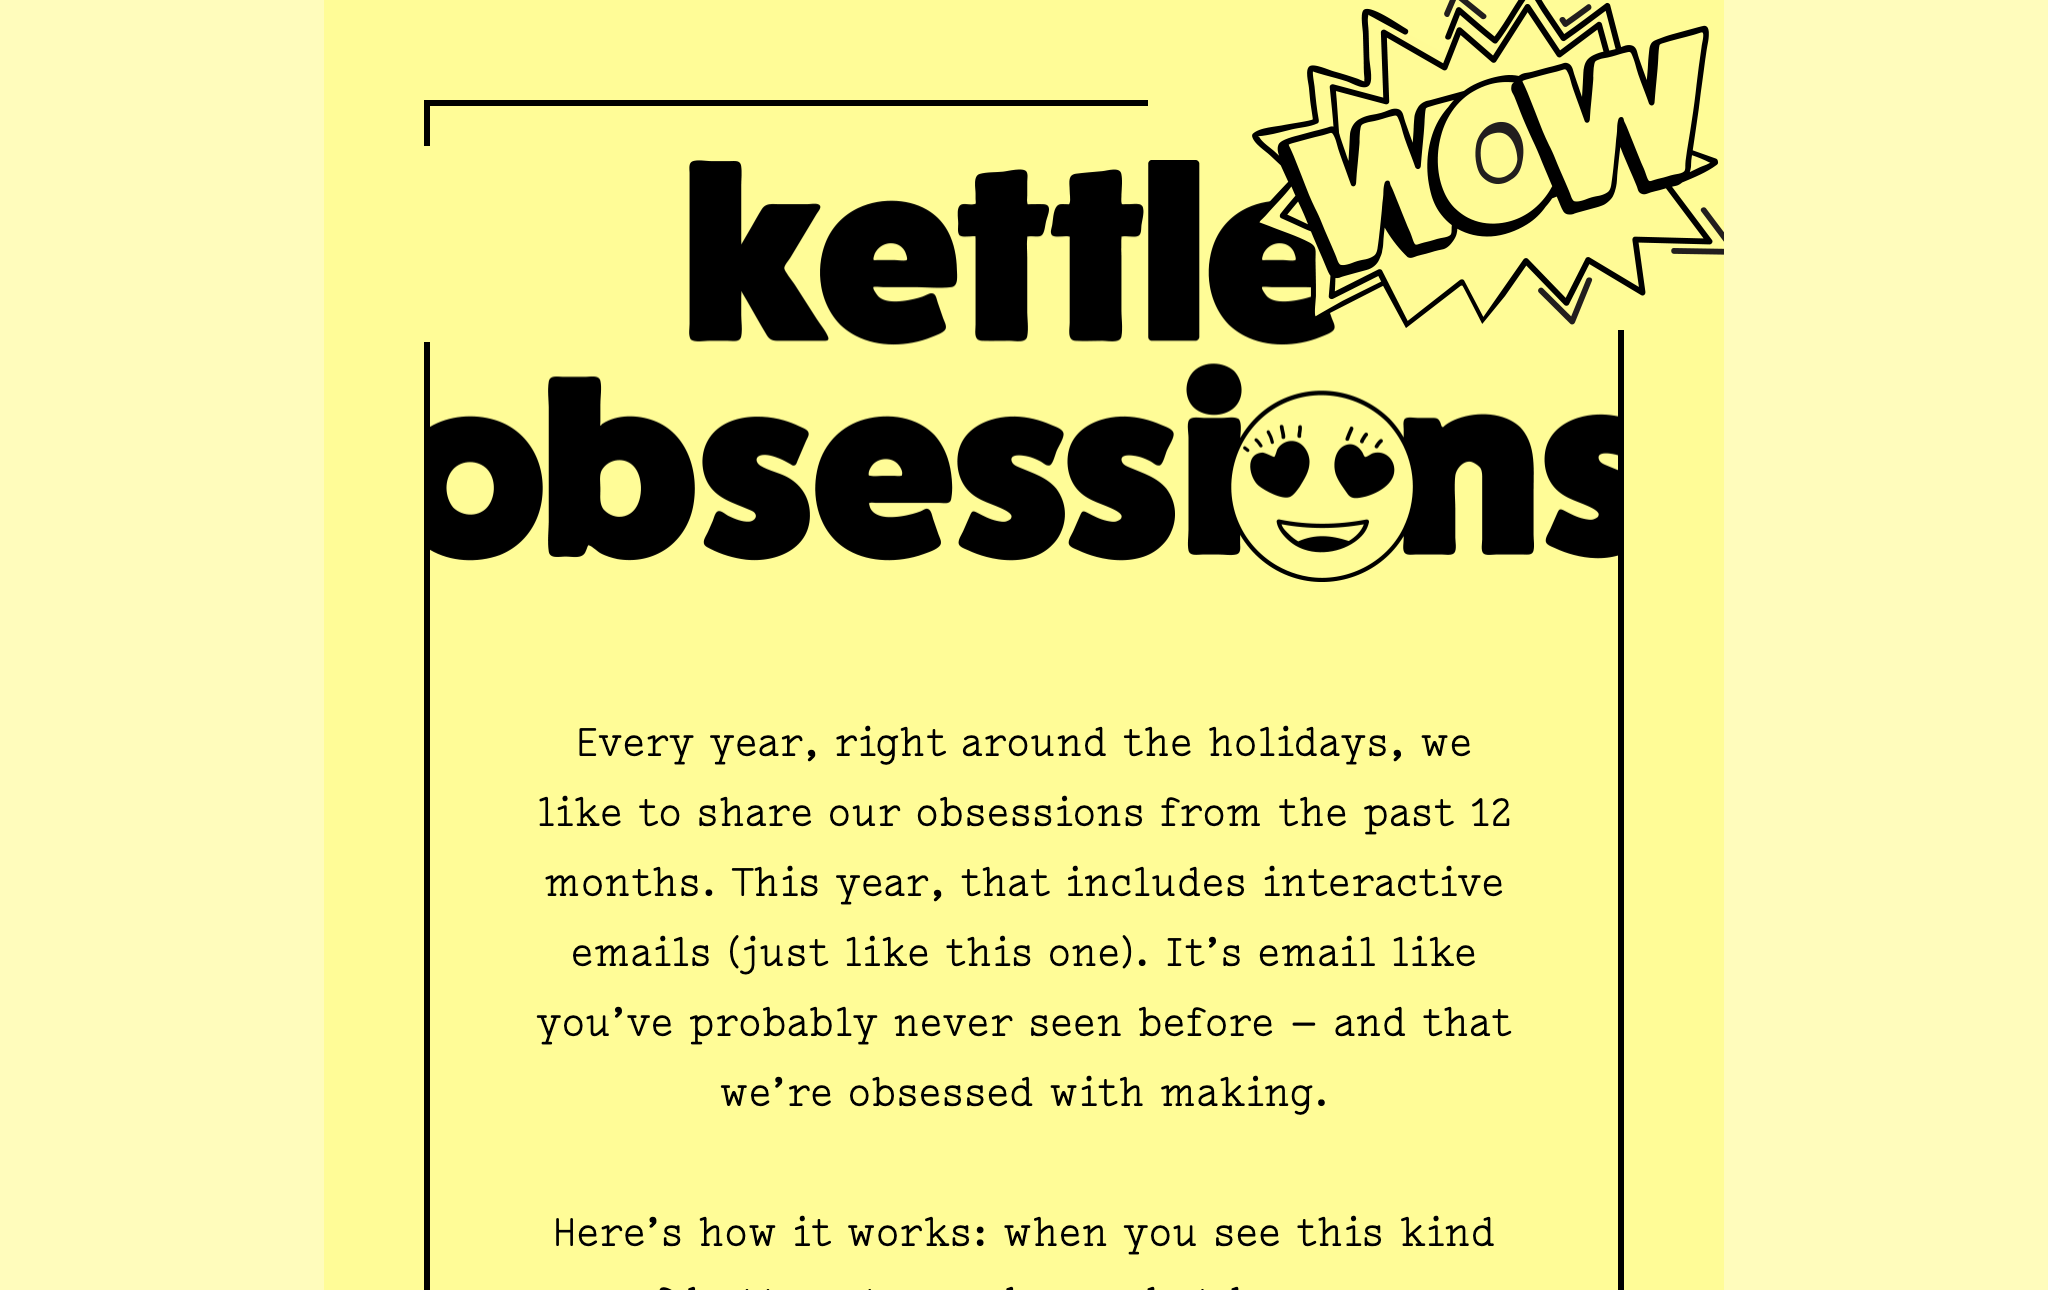 WOW
kettle
obsessions
Every year, right around the holidays, we
like to share our obsessions from the past 12
months. This year, that includes interactive
emails (just like this one). It’s email like
you’ve probably never seen before – and that
we’re obsessed with making.
Here’s how it works: when you see this kind